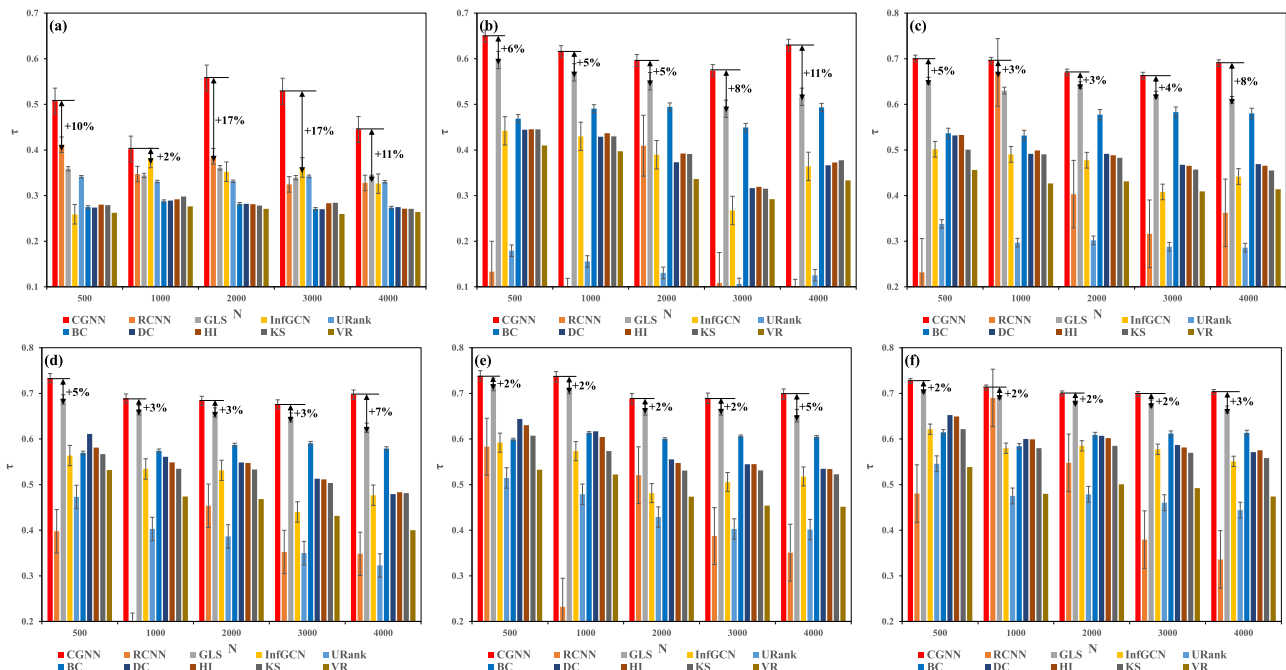 (a)
0.7
0.6
0.5
0.4
0.3
0.2
0.1
τ
+10%
+2%
+17%
+17%
+11%
500 1000 2000 3000 4000
N
CGNN RCNN GLS InfGCN URank
BC DC HI KS VR
(b)
0.7
0.6
0.5
0.4
0.3
0.2
0.1
τ
+6%
+5%
+5%
+8%
+11%
500 1000 2000 3000 4000
N
CGNN RCNN GLS InfGCN URank
BC DC HI KS VR
(c)
0.8
0.7
0.6
0.5
0.4
0.3
0.2
τ
+5%
+3%
+3%
+4%
+8%
500 1000 2000 3000 4000
N
CGNN RCNN GLS InfGCN URank
BC DC HI KS VR
(d)
0.8
0.7
0.6
0.5
0.4
0.3
0.2
τ
+5%
+3%
+3%
+3%
+7%
500 1000 2000 3000 4000
N
CGNN RCNN GLS InfGCN URank
BC DC HI KS VR
(e)
0.8
0.7
0.6
0.5
0.4
0.3
0.2
τ
+2%
+2%
+2%
+2%
+5%
500 1000 2000 3000 4000
N
CGNN RCNN GLS InfGCN URank
BC DC HI KS VR
(f)
0.8
0.7
0.6
0.5
0.4
0.3
0.2
τ
+2%
+2%
+2%
+2%
+3%
500 1000 2000 3000 4000
N
CGNN RCNN GLS InfGCN URank
BC DC HI KS VR